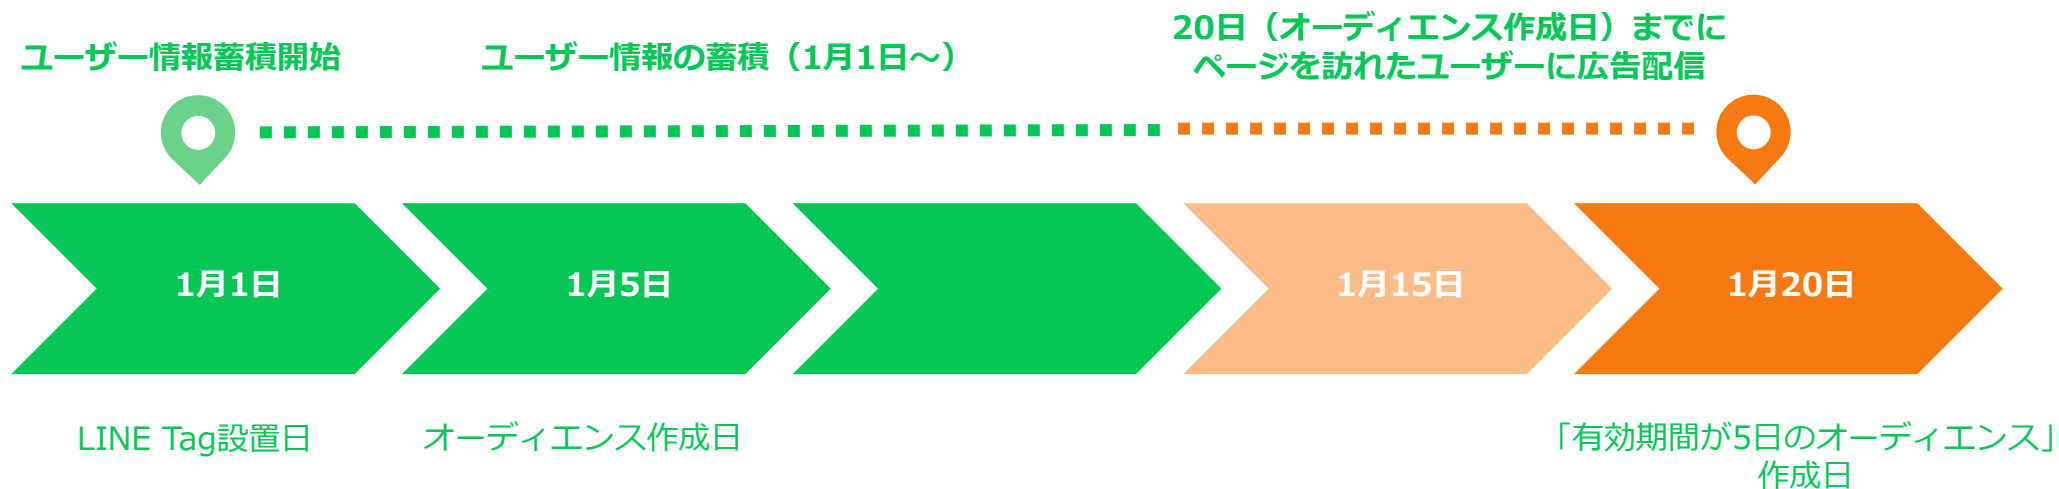 ユーザー情報蓄積開始
ユーザー情報の蓄積（1月1日～）
20日（オーディエンス作成日）までに
ページを訪れたユーザーに広告配信
1月1日
1月5日
1月15日
1月20日
LINE Tag設置日
オーディエンス作成日
「有効期間が5日のオーディエンス」
作成日